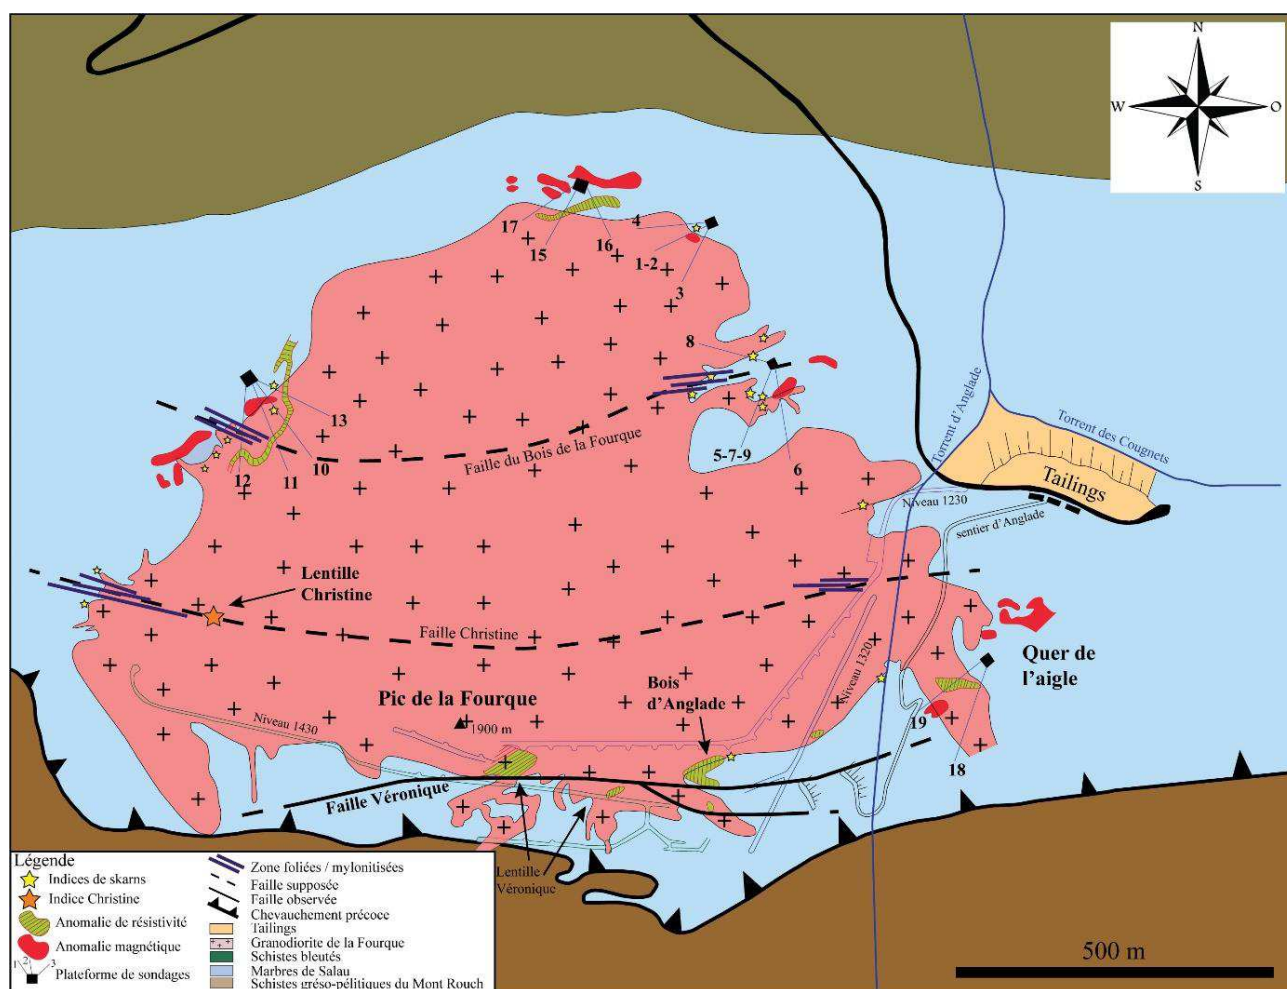 N
W
O
S
17
15
16
4
1-2
3
8
13
10
11
12
Faille du Bois de la Fourque
5-7-9
6
Torrent d'Anglade
Torrent des Cougnets
Tailings
Niveau 1230
sentier d'Anglade
Lentille
Christine
Faille Christine
Quer de
l'aigle
Bois
d'Anglade
Niveau 1320
Pic de la Fourque
1900 m
Niveau 1430
19
18
Faille Véronique
Lentille
Véronique
500 m
Légende
Indices de skarns
Indice Christine
Anomalie de résistivité
Anomalie magnétique
1 2 3
Plateforme de sondages
Zone foliées / mylonitisées
Faille supposée
Faille observée
Chevauchement précoce
Tailings
Granodiorite de la Fourque
Schistes bleutés
Marbres de Salau
Schistes gréso-pélitiques du Mont Rouch